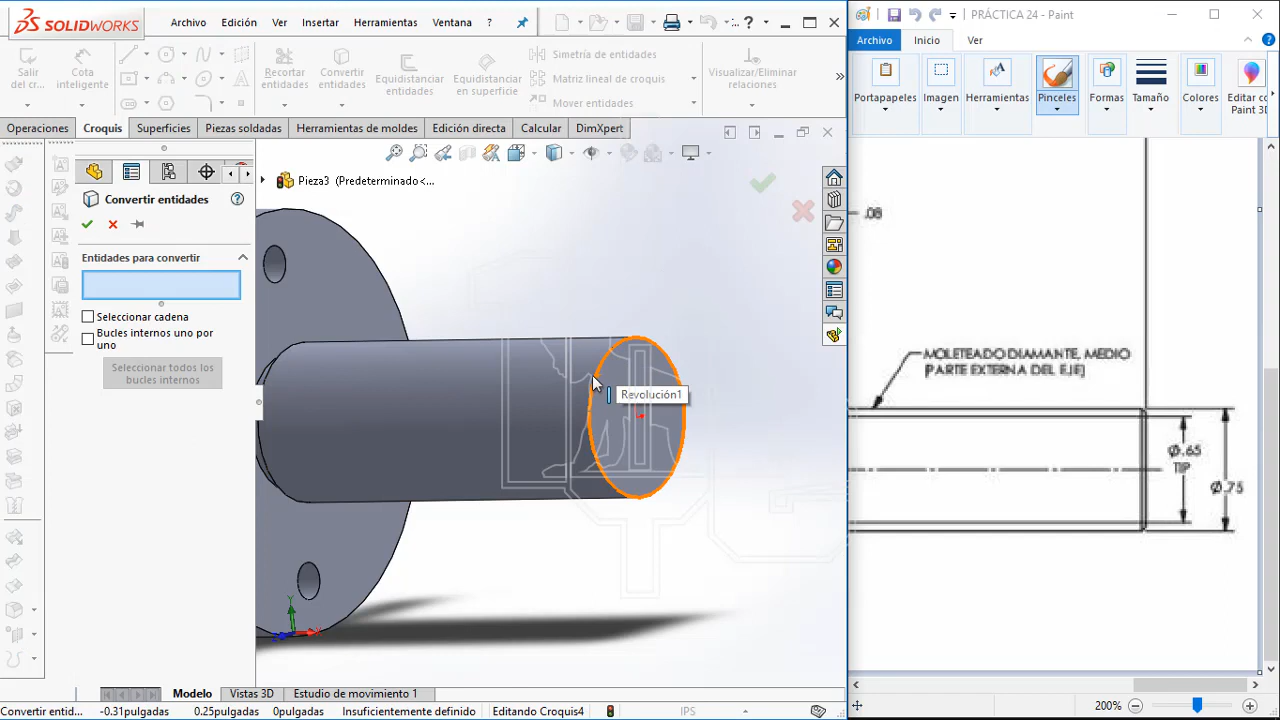 SOLIDWORKS
Archivo Edición Ver Insertar Herramientas Ventana ?
Salir del cr...
Cota inteligente
Recortar entidades
Convertir entidades
Equidistanciar entidades
Equidistanciar en superficie
Simetría de entidades
Matriz lineal de croquis
Mover entidades
Visualizar/Eliminar relaciones
Operaciones Croquis Superficies Piezas soldadas Herramientas de moldes Edición directa Calcular DimXpert
Convertir entidades
Entidades para convertir
Seleccionar cadena
Bucles internos uno por uno
Seleccionar todos los bucles internos
Pieza3 (Predeterminado<...
Revolución1
Y
X
Z
Modelo Vistas 3D Estudio de movimiento 1
Convertir entid... -0.31pulgadas 0.25pulgadas 0pulgadas Insuficientemente definido Editando Croquis4 IPS
PRÁCTICA 24 - Paint
Archivo Inicio Ver
Portapapeles Imagen Herramientas Pinceles Formas Tamaño Colores Editar co
Paint 3D
.08
MOLETEADO DIAMANTE, MEDIO
(PARTE EXTERNA DEL EJE)
Ø.65
TIP
Ø.75
200%